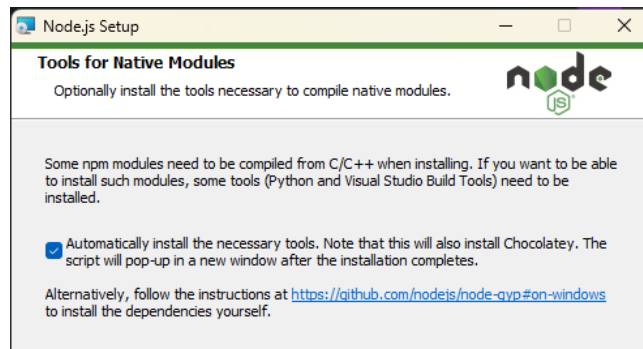 Node.js Setup
Tools for Native Modules
Optionally install the tools necessary to compile native modules.
node
JS
Some npm modules need to be compiled from C/C++ when installing. If you want to be able
to install such modules, some tools (Python and Visual Studio Build Tools) need to be
installed.
Automatically install the necessary tools. Note that this will also install Chocolatey. The
script will pop-up in a new window after the installation completes.
Alternatively, follow the instructions at https://github.com/nodejs/node-gyp#on-windows
to install the dependencies yourself.